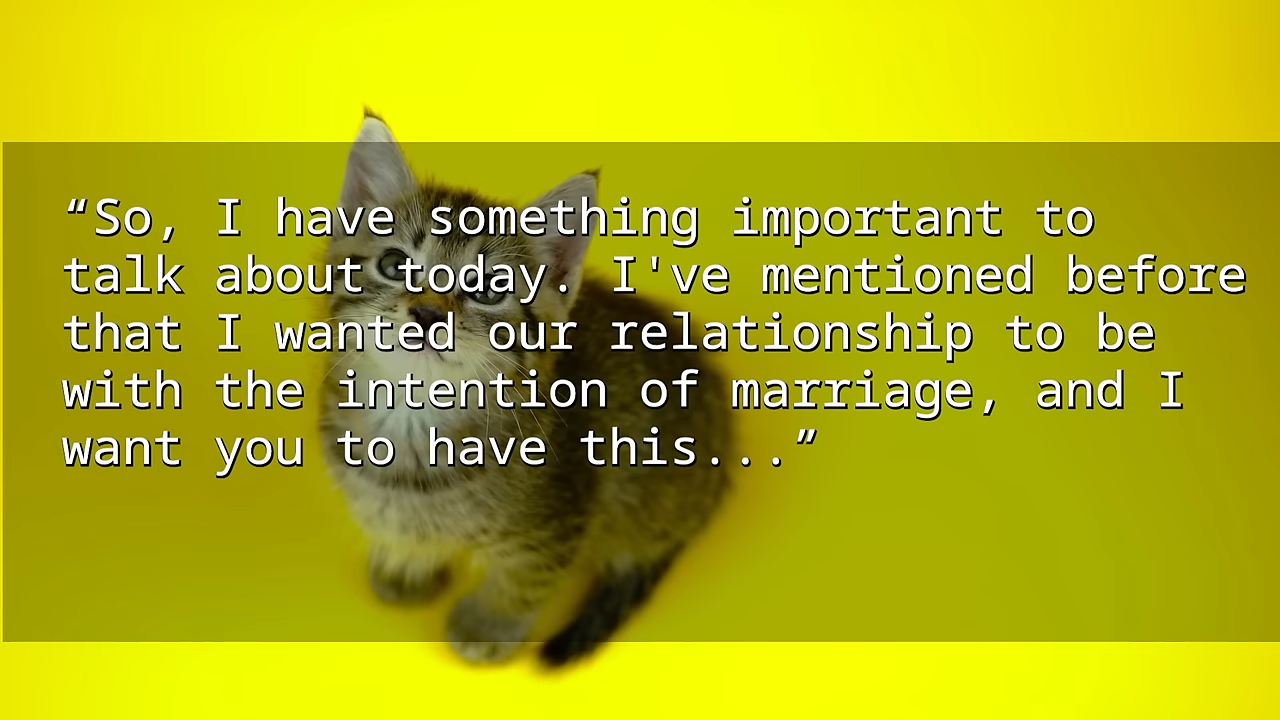 “So, I have something important to
talk about today. I've mentioned before
that I wanted our relationship to be
with the intention of marriage, and I
want you to have this...”